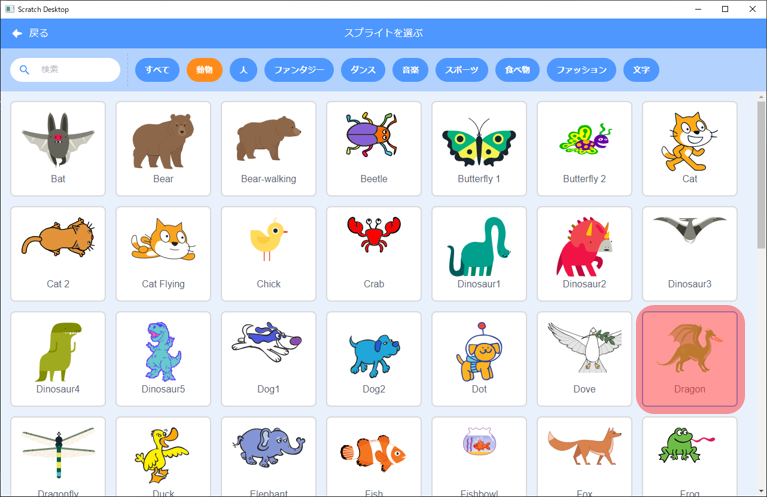 Scratch Desktop
戻る
スプライトを選ぶ
検索 すべて 動物 人 ファンタジー ダンス 音楽 スポーツ 食べ物 ファッション 文字
Bat Bear Bear-walking Beetle Butterfly 1 Butterfly 2 Cat
Cat 2 Cat Flying Chick Crab Dinosaur1 Dinosaur2 Dinosaur3
Dinosaur4 Dinosaur5 Dog1 Dog2 Dot Dove Dragon
Dragonfly Duck Elephant Fish Fishbowl Fox Frog